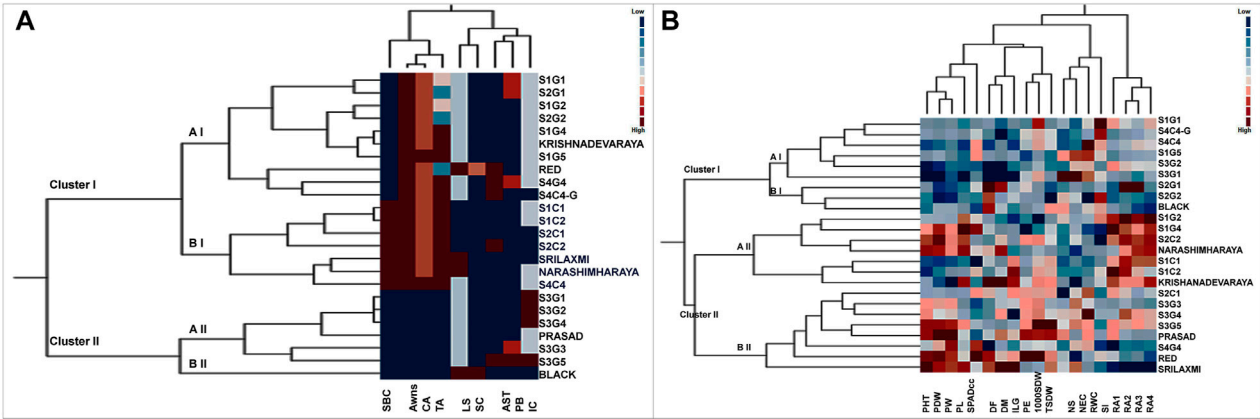 A
Low
High
A I
Cluster I
B I
A II
Cluster II
B II
S1G1
S2G1
S1G2
S2G2
S1G4
KRISHNADEVARAYA
S1G5
RED
S4G4
S4C4-G
S1C1
S1C2
S2C1
S2C2
SRILAXMI
NARASHIMHARAYA
S4C4
S3G1
S3G2
S3G4
PRASAD
S3G3
S3G5
BLACK
SBC
Awns
CA
TA
LS
SC
AST
PB
IC
B
Low
High
A I
Cluster I
B I
A II
Cluster II
B II
S1G1
S4C4-G
S4C4
S1G5
S3G2
S3G1
S2G1
S2G2
BLACK
S1G2
S1G4
S2C2
NARASHIMHARAYA
S1C1
S1C2
KRISHNADEVARAYA
S2C1
S3G3
S3G4
S3G5
PRASAD
S4G4
RED
SRILAXMI
PHT
PDW
PW
PL
SPADcc
DF
DM
ILG
PE
1000SDW
TSDW
NS
NEC
RWC
SI
RA1
RA2
RA3
RA4